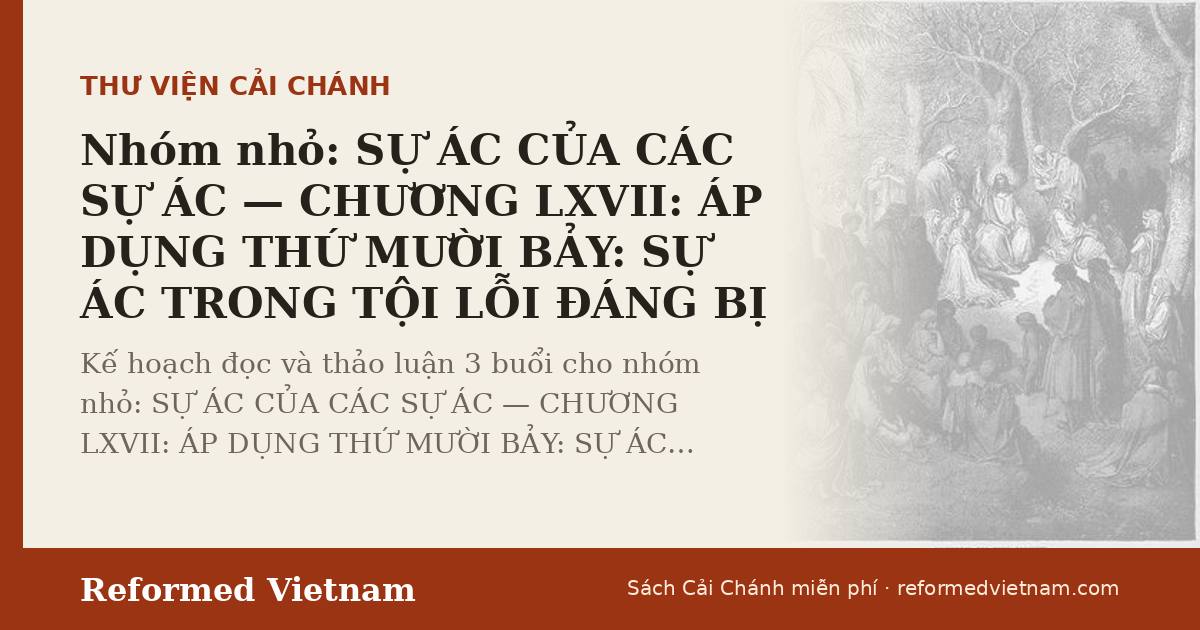 THƯ VIỆN CẢI CHÁNH
Nhóm nhỏ: SỰ ÁC CỦA CÁC
SỰ ÁC — CHƯƠNG LXVII: ÁP
DỤNG THỨ MƯỜI BẢY: SỰ
ÁC TRONG TỘI LỖI ĐÁNG BỊ
Kế hoạch đọc và thảo luận 3 buổi cho nhóm
nhỏ: SỰ ÁC CỦA CÁC SỰ ÁC — CHƯƠNG
LXVII: ÁP DỤNG THỨ MƯỜI BẢY: SỰ ÁC...
Reformed Vietnam
Sách Cải Chánh miễn phí · reformedvietnam.com